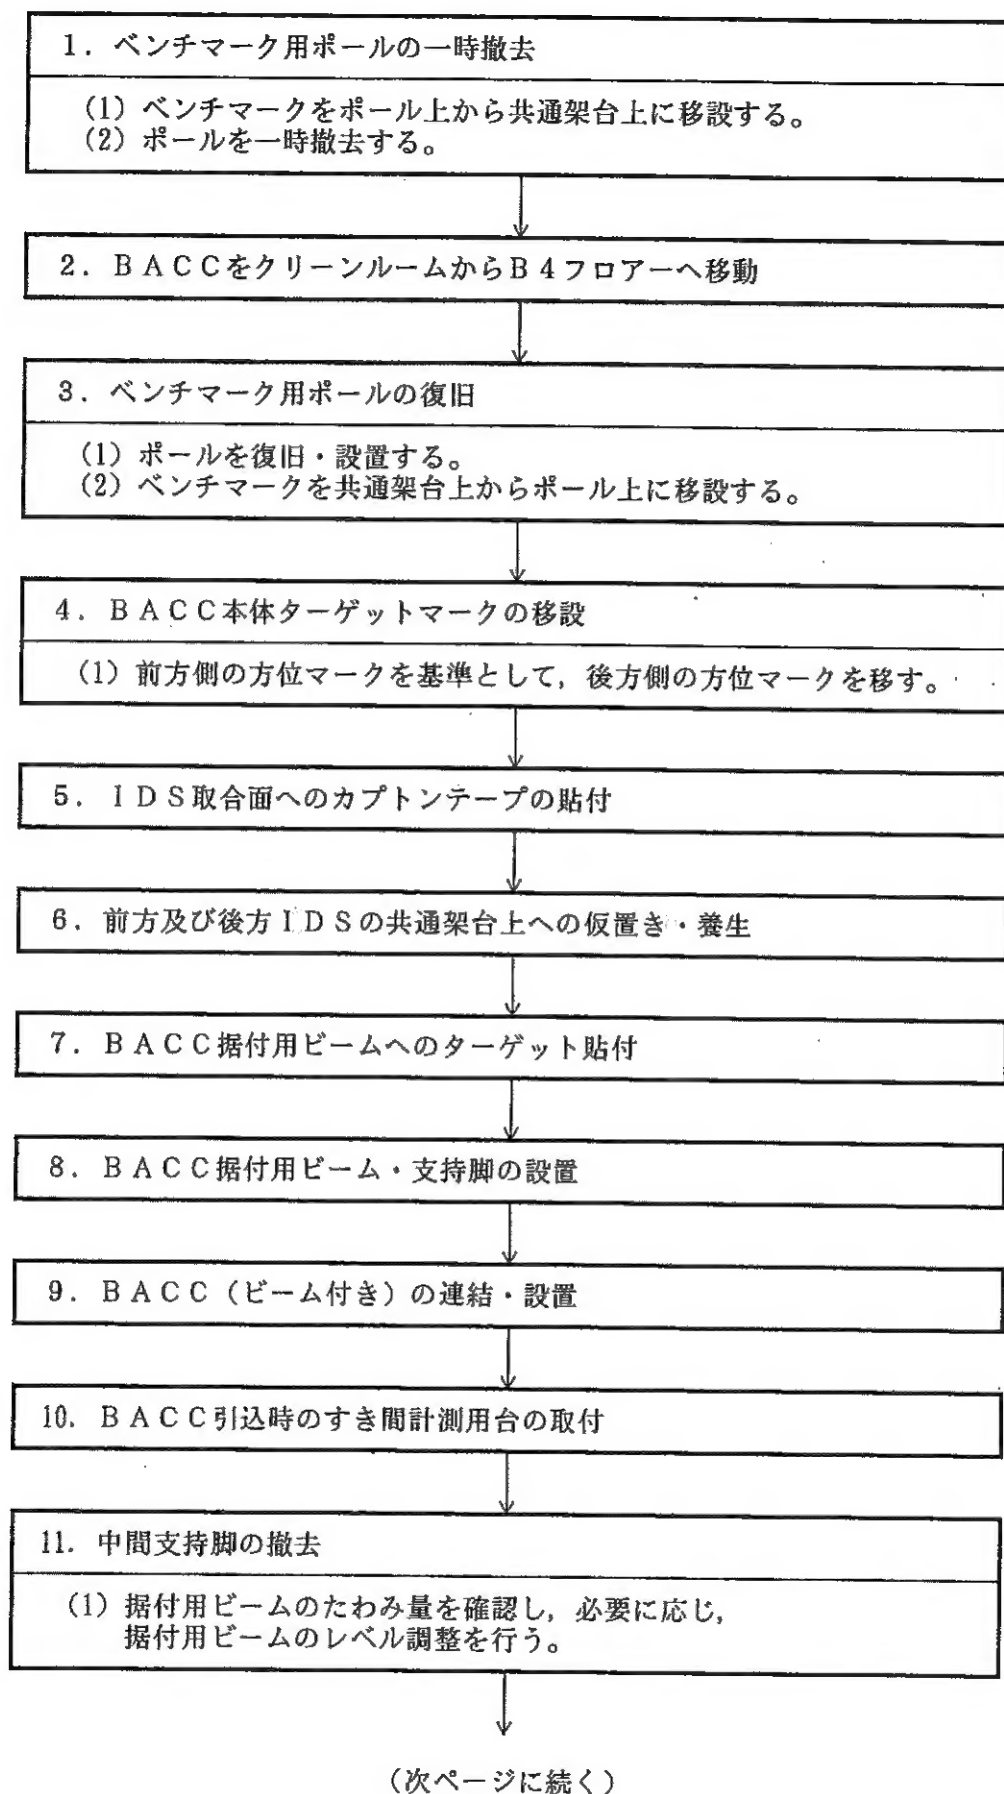 1. ベンチマーク用ポールの一時撤去
(1) ベンチマークをポール上から共通架台上に移設する。
(2) ポールを一時撤去する。
2. BACCをクリーンルームからB4フロアーへ移動
3. ベンチマーク用ポールの復旧
(1) ポールを復旧・設置する。
(2) ベンチマークを共通架台上からポール上に移設する。
4. BACC本体ターゲットマークの移設
(1) 前方側の方位マークを基準として, 後方側の方位マークを移す。
5. IDS取合面へのカプトンテープの貼付
6. 前方及び後方IDSの共通架台上への仮置き・養生
7. BACC据付用ビームへのターゲット貼付
8. BACC据付用ビーム・支持脚の設置
9. BACC(ビーム付き)の連結・設置
10. BACC引込時のすき間計測用台の取付
11. 中間支持脚の撤去
(1) 据付用ビームのたわみ量を確認し, 必要に応じ,
据付用ビームのレベル調整を行う。
(次ページに続く)